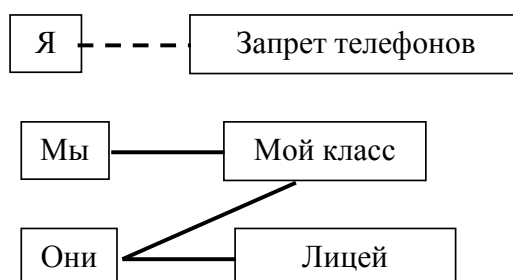 Я Запрет телефонов
Мы Мой класс
Они Лицей